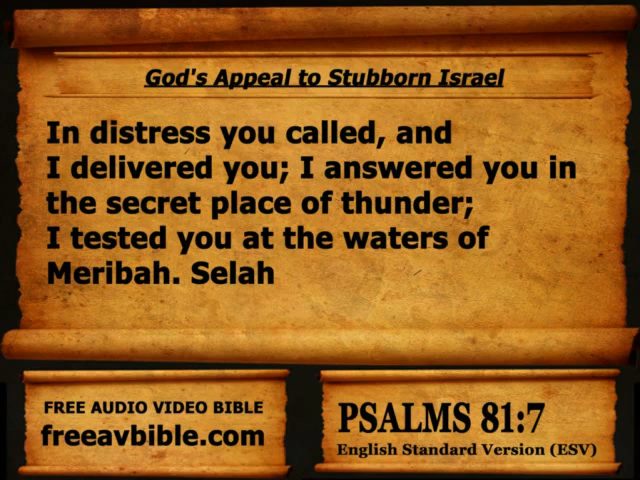 God's Appeal to Stubborn Israel
In distress you called, and
I delivered you; I answered you in
the secret place of thunder;
I tested you at the waters of
Meribah. Selah
FREE AUDIO VIDEO BIBLE
freeavbible.com
PSALMS 81:7
English Standard Version (ESV)